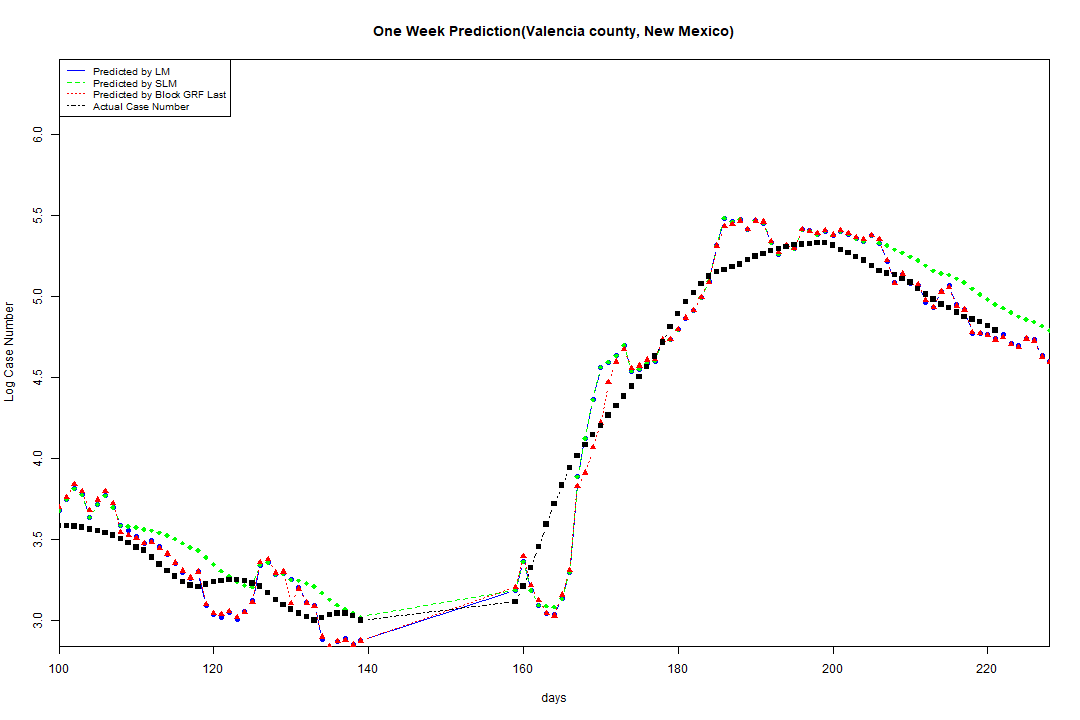 One Week Prediction(Valencia county, New Mexico)
Predicted by LM
Predicted by SLM
Predicted by Block GRF Last
Actual Case Number
6.0
5.5
5.0
4.5
4.0
3.5
3.0
Log Case Number
100 120 140 160 180 200 220
days